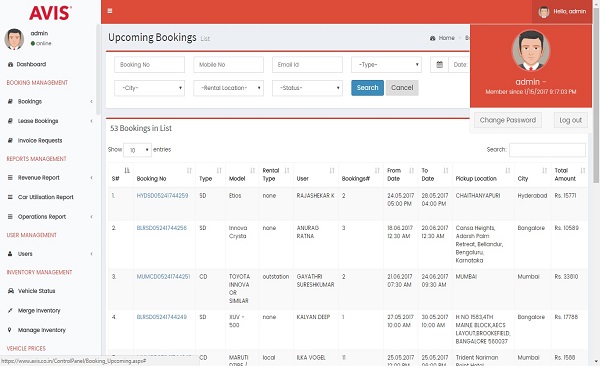 AVIS
Hello, admin
admin
Online
Dashboard
BOOKING MANAGEMENT
Bookings
Lease Bookings
Invoice Requests
REPORTS MANAGEMENT
Revenue Report
Car Utilisation Report
Operations Report
USER MANAGEMENT
Users
INVENTORY MANAGEMENT
Vehicle Status
Merge Inventory
Manage Inventory
VEHICLE PRICES
https://www.avis.co.in/ControlPanel/Booking_Upcoming.aspx#
Upcoming Bookings List
Home
admin -
Member since 1/15/2017 9:17:03 PM
Change Password Log out
Booking No Mobile No Email Id -Type- Date
-City- -Rental Location- -Status- Search Cancel
53 Bookings in List
Show 10 entries Search:
S# Booking No Type Model Rental Type User Bookings# From Date To Date Pickup Location City Total Amount
1. HYDSD05241744259 SD Etios none RAJASHEKAR K 2 24.05.2017 05:00 PM 28.05.2017 04:00 PM CHAITHANYAPURI Hyderabad Rs. 15771
2. BLRSD05241744256 SD Innova Crysta none ANURAG RATNA 3 18.06.2017 12:30 AM 20.06.2017 12:30 AM Cansa Heights, Adarsh Palm Retreat, Bellandur, Bengaluru, Karnataka Bangalore Rs. 10589
3. MUMCD05241744251 CD TOYOTA INNOVA OR SIMILAR outstation GAYATHRI SURESHKUMAR 2 21.06.2017 07:30 AM 24.06.2017 09:30 AM MUMBAI Mumbai Rs. 33610
4 BLRSD05241744249 SD XUV - 500 none KALYAN DEEP 1 27.05.2017 10:00 AM 30.05.2017 10:00 AM H NO 1583,4TH MAINE BLOCK,AECS LAYOUT,BROOKEFIELD, BANGALORE 560037 Bangalore Rs. 17788
5 MUMCD05241744248 CD MARUTI local ILKA VOGEL 11 25.05.2017 25.05.2017 Trident Nariman Mumbai Rs. 1588